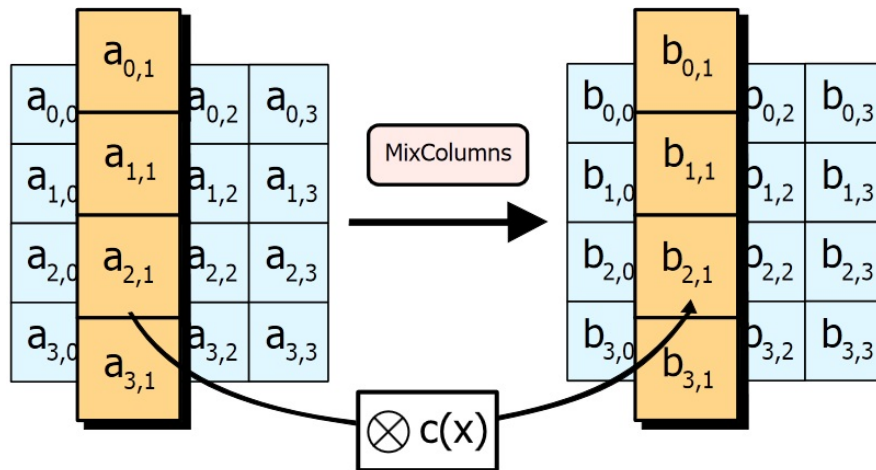 a0,1 b0,1
a0,0 a0,2 a0,3 b0,0 b0,2 b0,3
a1,1 MixColumns b1,1
a1,0 a1,2 a1,3 b1,0 b1,2 b1,3
a2,0 a2,1 a2,2 a2,3 b2,0 b2,1 b2,2 b2,3
a3,0 a3,2 a3,3 b3,0 b3,2 b3,3
a3,1 b3,1
⊗ c(x)